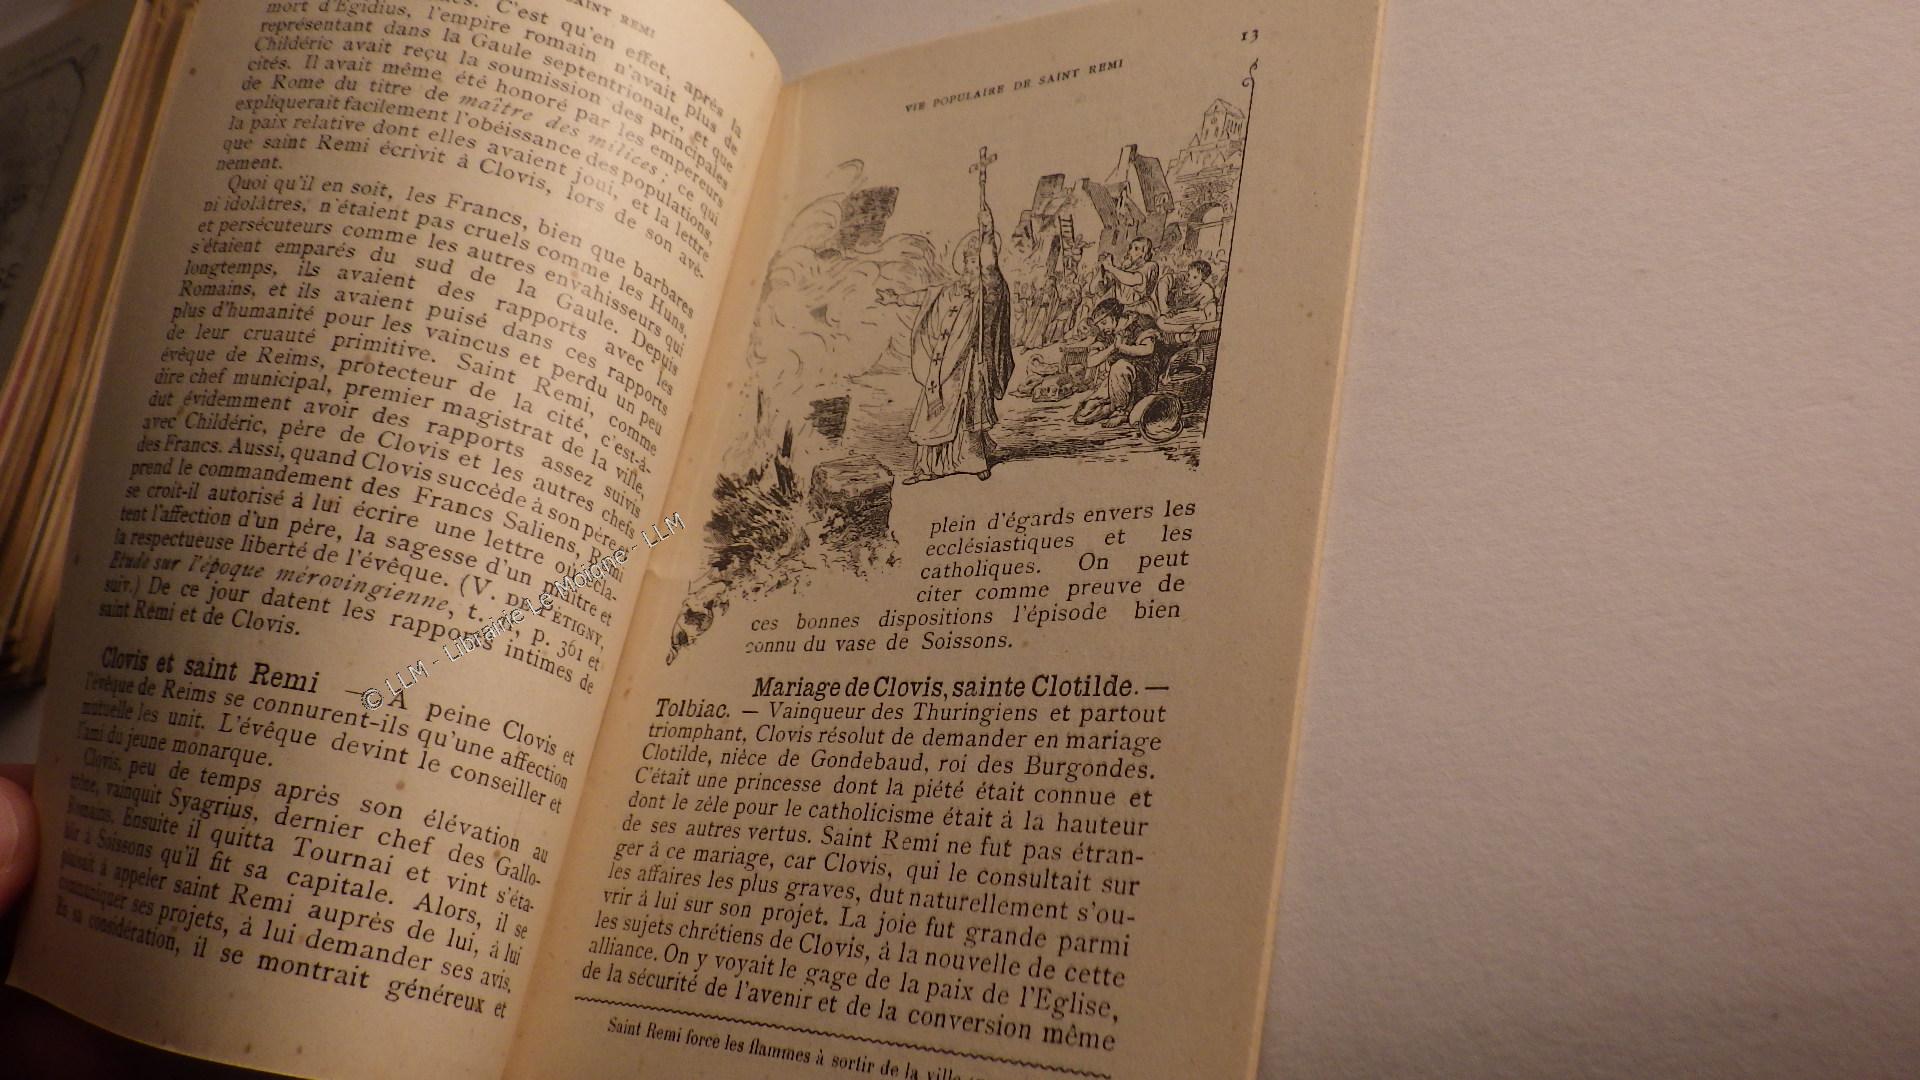 SAINT REMI
C'est qu'en effet, après la
mort d'Egidius, l'empire romain n'avait plus de
représentant dans la Gaule septentrionale, et que
Childéric avait reçu la soumission des principales
cités. Il avait même été honoré par les empereurs
de Rome du titre de maître des milices ; ce qui
expliquerait facilement l'obéissance des populations,
la paix relative dont elles avaient joui, et la lettre
que saint Remi écrivit à Clovis, lors de son avè-
nement.
Quoi qu'il en soit, les Francs, bien que barbares
ni idolâtres, n'étaient pas cruels comme les Huns,
et persécuteurs comme les autres envahisseurs qui
s'étaient emparés du sud de la Gaule. Depuis
longtemps, ils avaient des rapports avec les
Romains, et ils avaient puisé dans ces rapports
plus d'humanité pour les vaincus et perdu un peu
de leur cruauté primitive. Saint Remi, comme
évêque de Reims, protecteur de la cité, c'est-à-
dire chef municipal, premier magistrat de la ville,
dut évidemment avoir des rapports assez suivis
avec Childéric, père de Clovis et les autres chefs
des Francs. Aussi, quand Clovis succède à son père,
prend le commandement des Francs Saliens, Remi
se croit-il autorisé à lui écrire une lettre où écla-
tent l'affection d'un père, la sagesse d'un maître et
la respectueuse liberté de l'évêque. (V. DE PÉTIGNY,
Etude sur l'époque mérovingienne, t. p. 361 et
suiv.) De ce jour datent les rapports intimes de
saint Remi et de Clovis.
Clovis et saint Remi — A peine Clovis et
l'évêque de Reims se connurent-ils qu'une affection
mutuelle les unit. L'évêque devint le conseiller et
l'ami du jeune monarque.
Clovis, peu de temps après son élévation au
trône, vainquit Syagrius, dernier chef des Gallo-
Romains. Ensuite il quitta Tournai et vint s'éta-
blir à Soissons qu'il fit sa capitale. Alors, il se
plaisait à appeler saint Remi auprès de lui, à lui
communiquer ses projets, à lui demander ses avis,
En sa considération, il se montrait généreux et
© LLM - Librairie Le Moigne - LLM
VIE POPULAIRE DE SAINT REMI
13
plein d'égards envers les
ecclésiastiques et les
catholiques. On peut
citer comme preuve de
ces bonnes dispositions l'épisode bien
connu du vase de Soissons.
Mariage de Clovis, sainte Clotilde. —
Tolbiac. — Vainqueur des Thuringiens et partout
triomphant, Clovis résolut de demander en mariage
Clotilde, nièce de Gondebaud, roi des Burgondes.
C'était une princesse dont la piété était connue et
dont le zèle pour le catholicisme était à la hauteur
de ses autres vertus. Saint Remi ne fut pas étran-
ger à ce mariage, car Clovis, qui le consultait sur
les affaires les plus graves, dut naturellement s'ou-
vrir à lui sur son projet. La joie fut grande parmi
les sujets chrétiens de Clovis, à la nouvelle de cette
alliance. On y voyait le gage de la paix de l'Eglise,
de la sécurité de l'avenir et de la conversion même
Saint Remi force les flammes à sortir de la ville